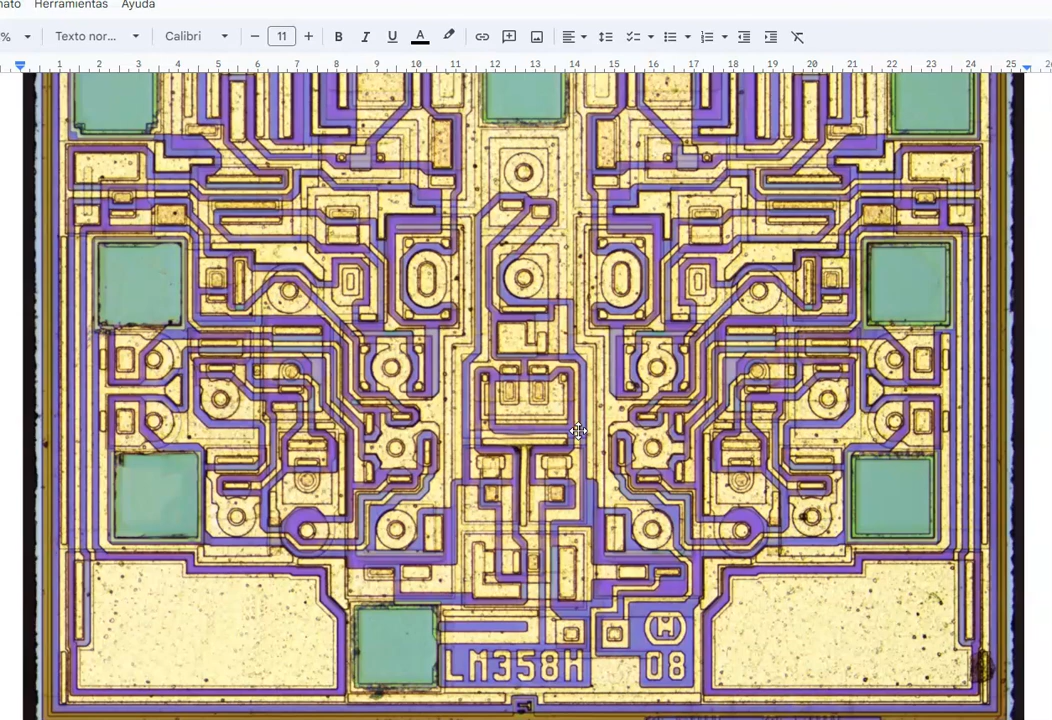 nato Herramientas Ayuda
% Texto nor... Calibri − 11 + B I U A
1 2 3 4 5 6 7 8 9 10 11 12 13 14 15 16 17 18 19 20 21 22 23 24 25
LM358H 08